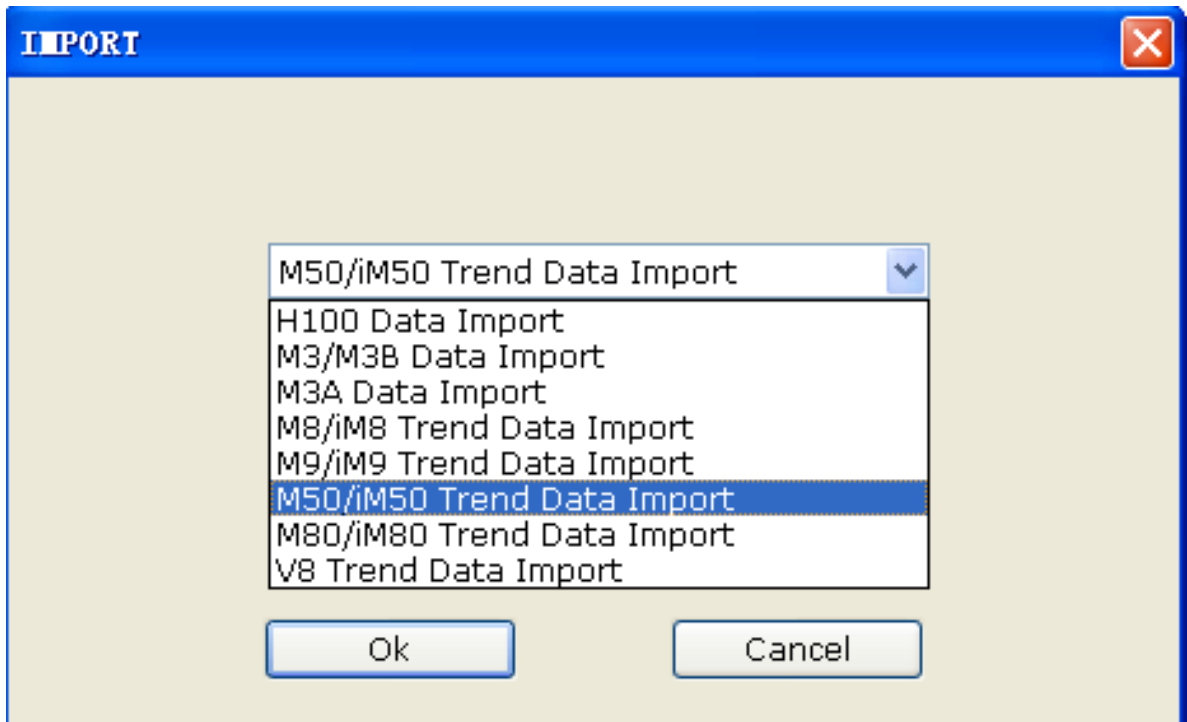 IMPORT
M50/iM50 Trend Data Import
H100 Data Import
M3/M3B Data Import
M3A Data Import
M8/iM8 Trend Data Import
M9/iM9 Trend Data Import
M50/iM50 Trend Data Import
M80/iM80 Trend Data Import
V8 Trend Data Import
Ok
Cancel